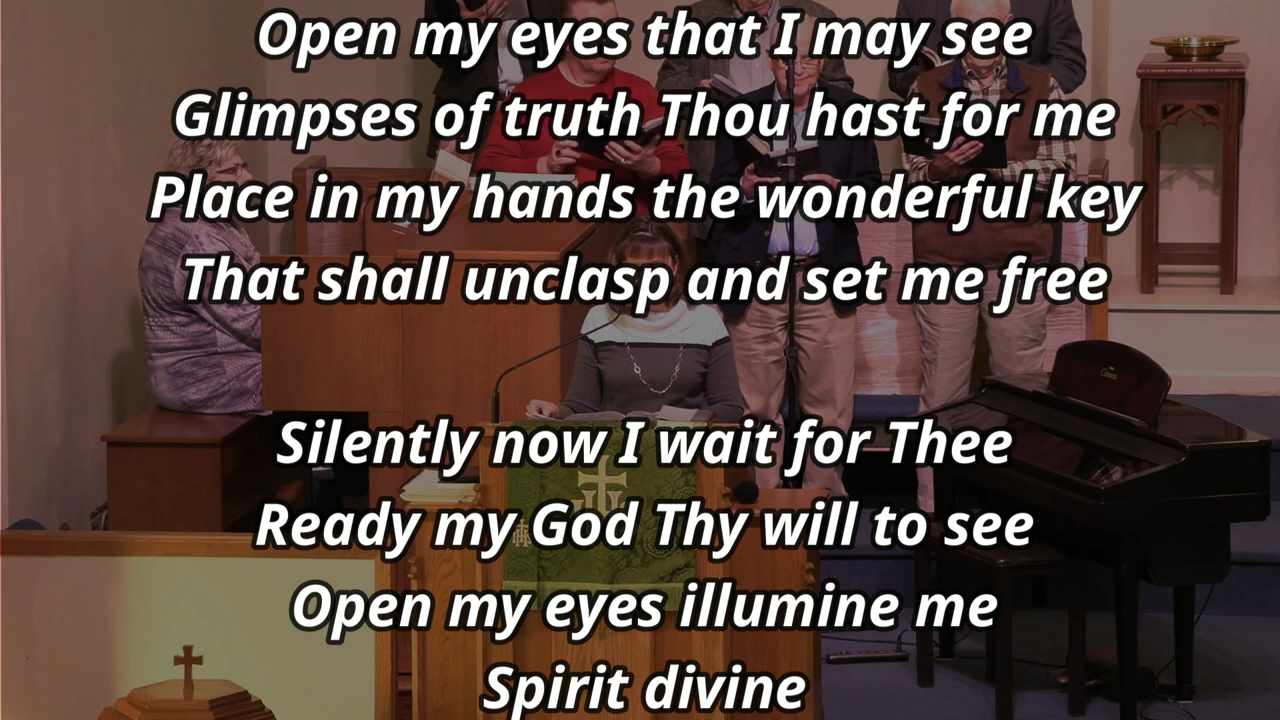 Open my eyes that I may see
Glimpses of truth Thou hast for me
Place in my hands the wonderful key
That shall unclasp and set me free
Silently now I wait for Thee
Ready my God Thy will to see
Open my eyes illumine me
Spirit divine